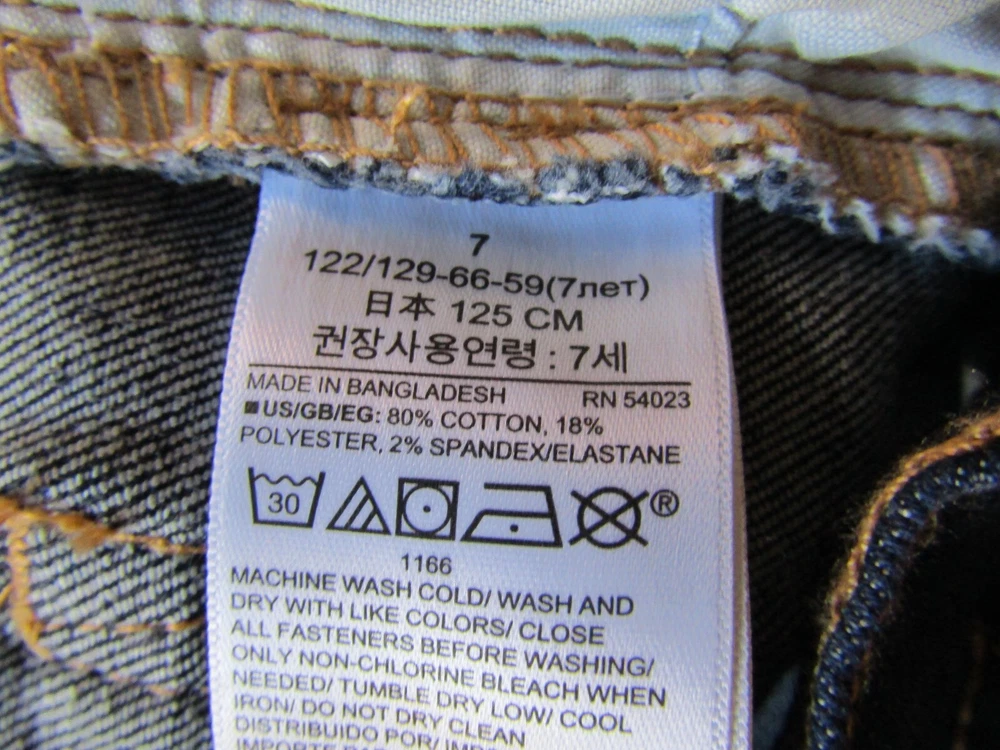 7
122/129-66-59(7лет)
日本 125 CM
권장사용연령 : 7세
MADE IN BANGLADESH RN 54023
■US/GB/EG: 80% COTTON, 18%
POLYESTER, 2% SPANDEX/ELASTANE
30 ®
1166
MACHINE WASH COLD/ WASH AND
DRY WITH LIKE COLORS/ CLOSE
ALL FASTENERS BEFORE WASHING/
ONLY NON-CHLORINE BLEACH WHEN
NEEDED/ TUMBLE DRY LOW/ COOL
IRON/ DO NOT DRY CLEAN
DISTRIBUIDO POR/